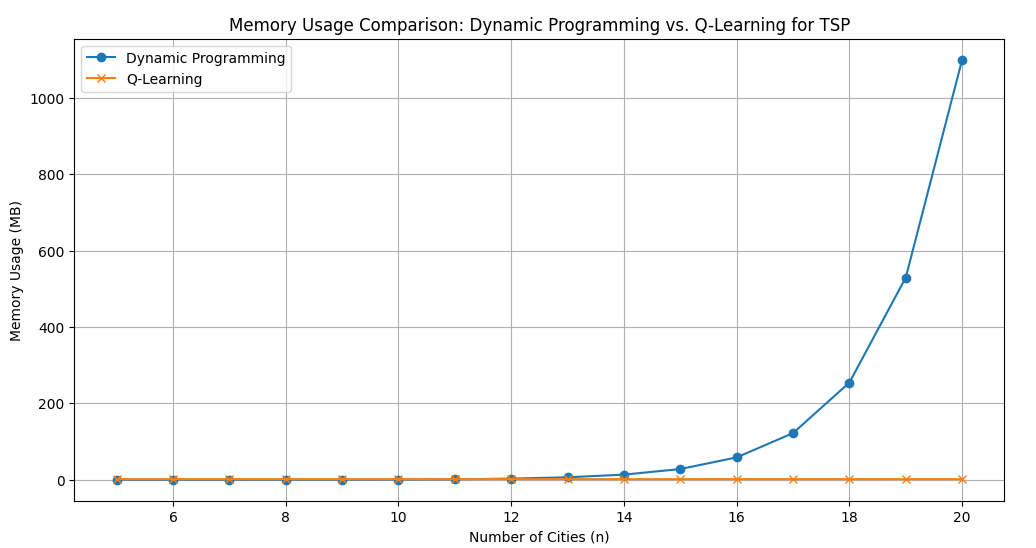 Memory Usage Comparison: Dynamic Programming vs. Q-Learning for TSP
Dynamic Programming
Q-Learning
Memory Usage (MB)
1000
800
600
400
200
0
6 8 10 12 14 16 18 20
Number of Cities (n)